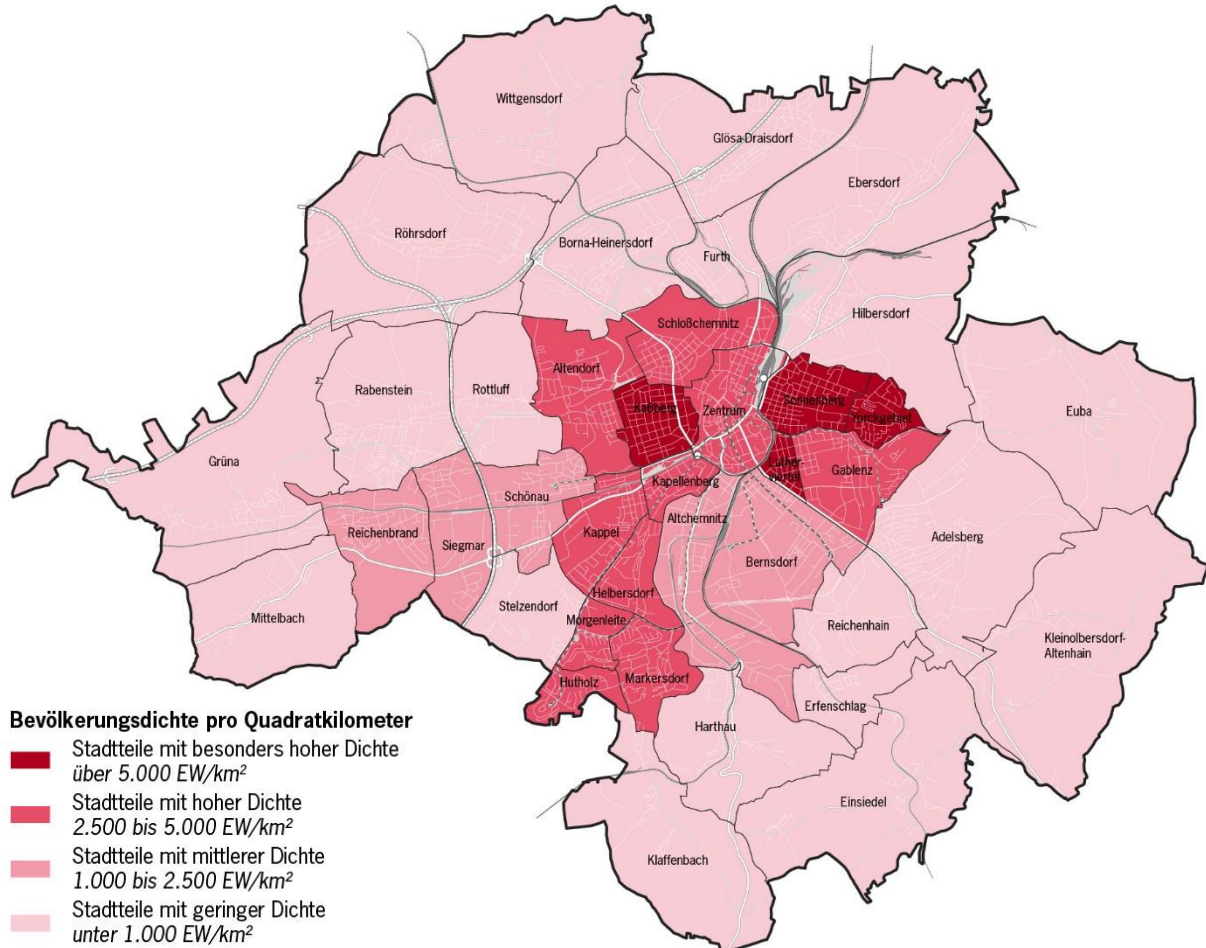 Wittgensdorf
Glösa-Draisdorf
Ebersdorf
Röhrsdorf
Borna-Heinersdorf
Furth
Hilbersdorf
Schloßchemnitz
Altendorf
Rabenstein
Rottluff
Kaßberg
Zentrum
Sonnenberg
Yorckgebiet
Euba
Grüna
Luther-
viertel
Gablenz
Kapellenberg
Schönau
Altchemnitz
Reichenbrand
Siegmar
Kappel
Adelsberg
Bernsdorf
Helbersdorf
Stelzendorf
Mittelbach
Morgenleite
Reichenhain
Kleinolbersdorf-
Altenhain
Hutholz
Markersdorf
Erfenschlag
Harthau
Einsiedel
Klaffenbach
Bevölkerungsdichte pro Quadratkilometer
Stadtteile mit besonders hoher Dichte
über 5.000 EW/km²
Stadtteile mit hoher Dichte
2.500 bis 5.000 EW/km²
Stadtteile mit mittlerer Dichte
1.000 bis 2.500 EW/km²
Stadtteile mit geringer Dichte
unter 1.000 EW/km²